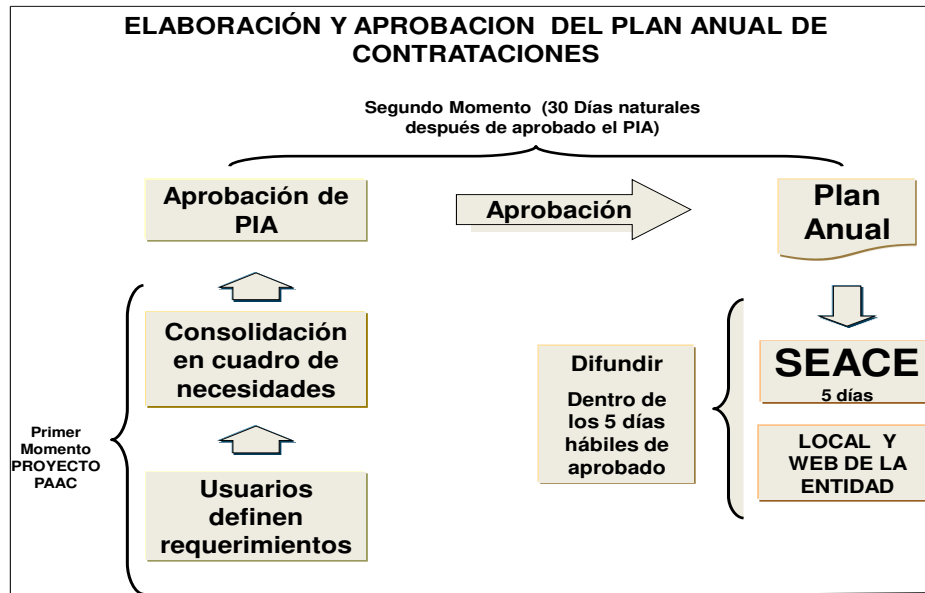 ELABORACIÓN Y APROBACION DEL PLAN ANUAL DE
CONTRATACIONES
Segundo Momento (30 Días naturales
después de aprobado el PIA)
Aprobación de
PIA
Aprobación
Plan
Anual
Consolidación
en cuadro de
necesidades
Primer
Momento
PROYECTO
PAAC
Usuarios
definen
requerimientos
Difundir
Dentro de
los 5 días
hábiles de
aprobado
SEACE
5 días
LOCAL Y
WEB DE LA
ENTIDAD